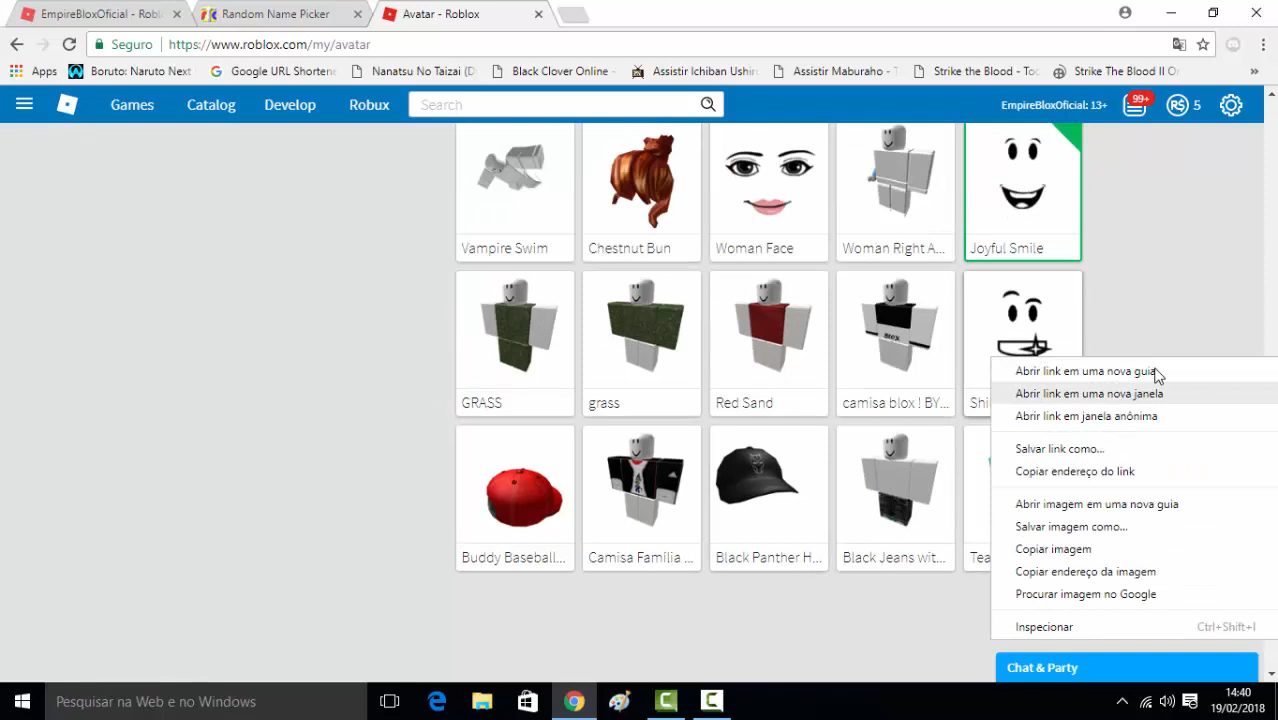 EmpireBloxOficial - Robl
Random Name Picker
Avatar - Roblox
Seguro
https://www.roblox.com/my/avatar
Apps
Boruto: Naruto Next
Google URL Shortene
Nanatsu No Taizai (D
Black Clover Online -
Assistir Ichiban Ushir
Assistir Maburaho - T
Strike the Blood - Toc
Strike The Blood II O
»
Games
Catalog
Develop
Robux
Search
EmpireBloxOficial: 13+
99+
R$ 5
Vampire Swim
Chestnut Bun
Woman Face
Woman Right A...
Joyful Smile
BLOX
GRASS
grass
Red Sand
camisa blox ! BY...
Shi
Abrir link em uma nova guia
Abrir link em uma nova janela
Abrir link em janela anônima
Salvar link como...
Copiar endereço do link
Abrir imagem em uma nova guia
Salvar imagem como...
Copiar imagem
Copiar endereço da imagem
Procurar imagem no Google
Inspecionar
Ctrl+Shift+I
Buddy Baseball...
Camisa Família ...
Black Panther H...
Black Jeans wit...
Tea
Chat & Party
Pesquisar na Web e no Windows
14:40
19/02/2018